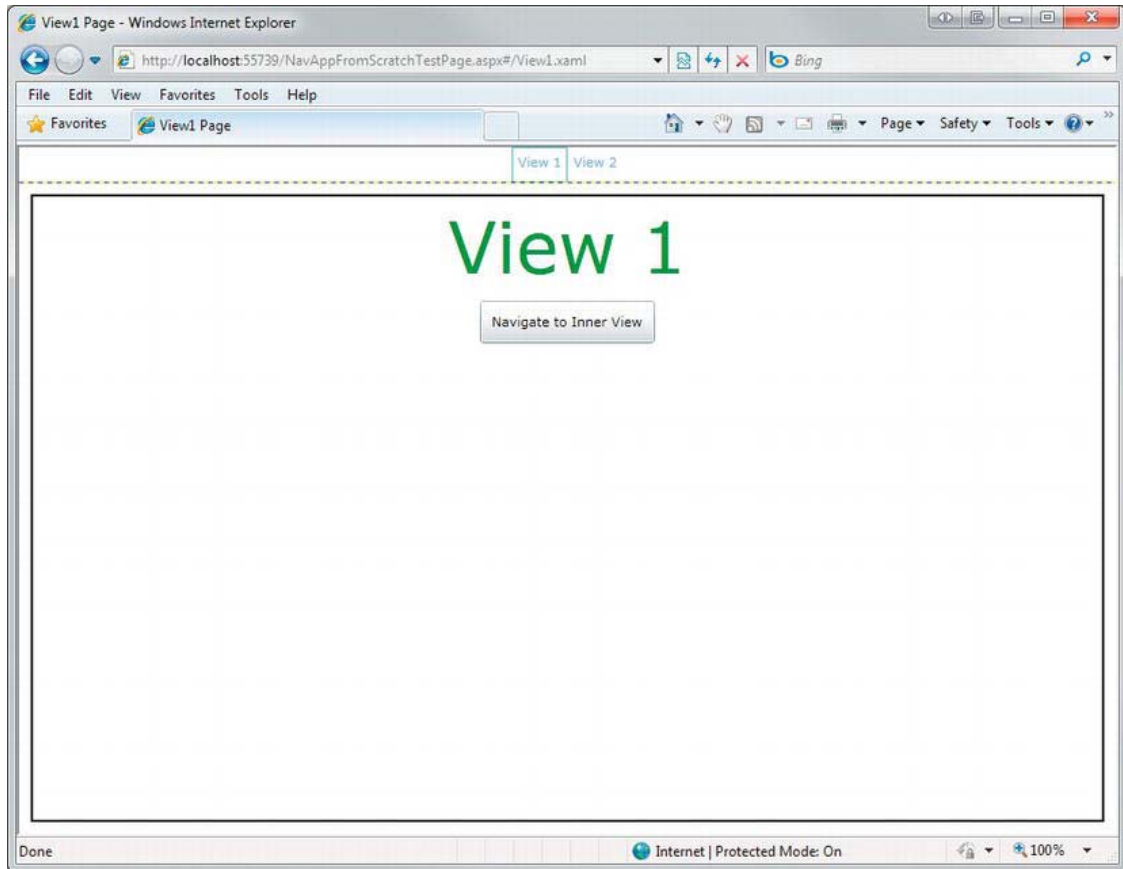 View1 Page - Windows Internet Explorer
http://localhost:55739/NavAppFromScratchTestPage.aspx#/View1.xaml
Bing
File Edit View Favorites Tools Help
Favorites View1 Page Page Safety Tools
View 1 View 2
View 1
Navigate to Inner View
Done Internet | Protected Mode: On 100%